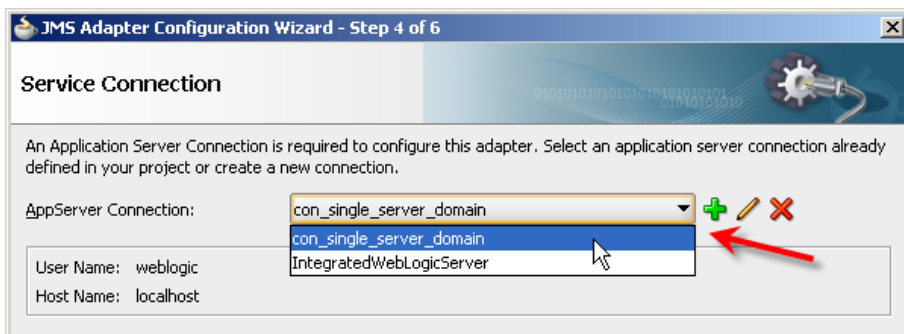 JMS Adapter Configuration Wizard - Step 4 of 6
Service Connection
An Application Server Connection is required to configure this adapter. Select an application server connection already
defined in your project or create a new connection.
AppServer Connection: con_single_server_domain
con_single_server_domain
IntegratedWebLogicServer
User Name: weblogic
Host Name: localhost